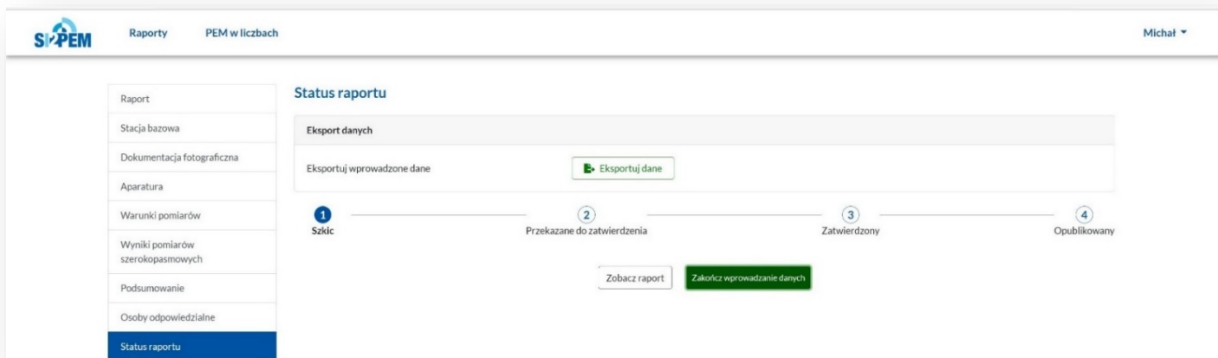 SI2PEM
Raporty
PEM w liczbach
Michał
Raport
Stacja bazowa
Dokumentacja fotograficzna
Aparatura
Warunki pomiarów
Wyniki pomiarów
szerokopasmowych
Podsumowanie
Osoby odpowiedzialne
Status raportu
Status raportu
Eksport danych
Eksportuj wprowadzone dane
Eksportuj dane
1
Szkic
2
Przekazane do zatwierdzenia
3
Zatwierdzony
4
Opublikowany
Zobacz raport
Zakończ wprowadzanie danych